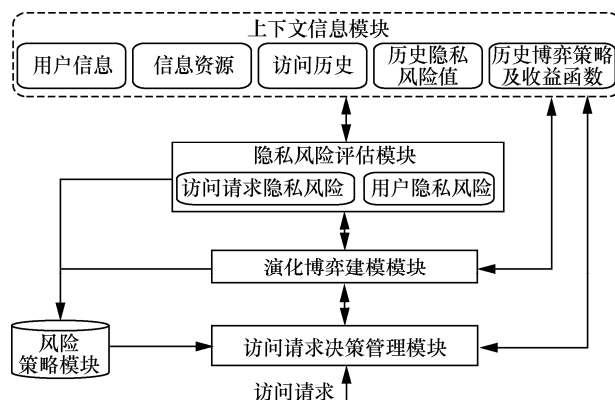 上下文信息模块
用户信息
信息资源
访问历史
历史隐私
风险值
历史博弈策略
及收益函数
隐私风险评估模块
访问请求隐私风险
用户隐私风险
演化博弈建模模块
风险
策略模块
访问请求决策管理模块
访问请求